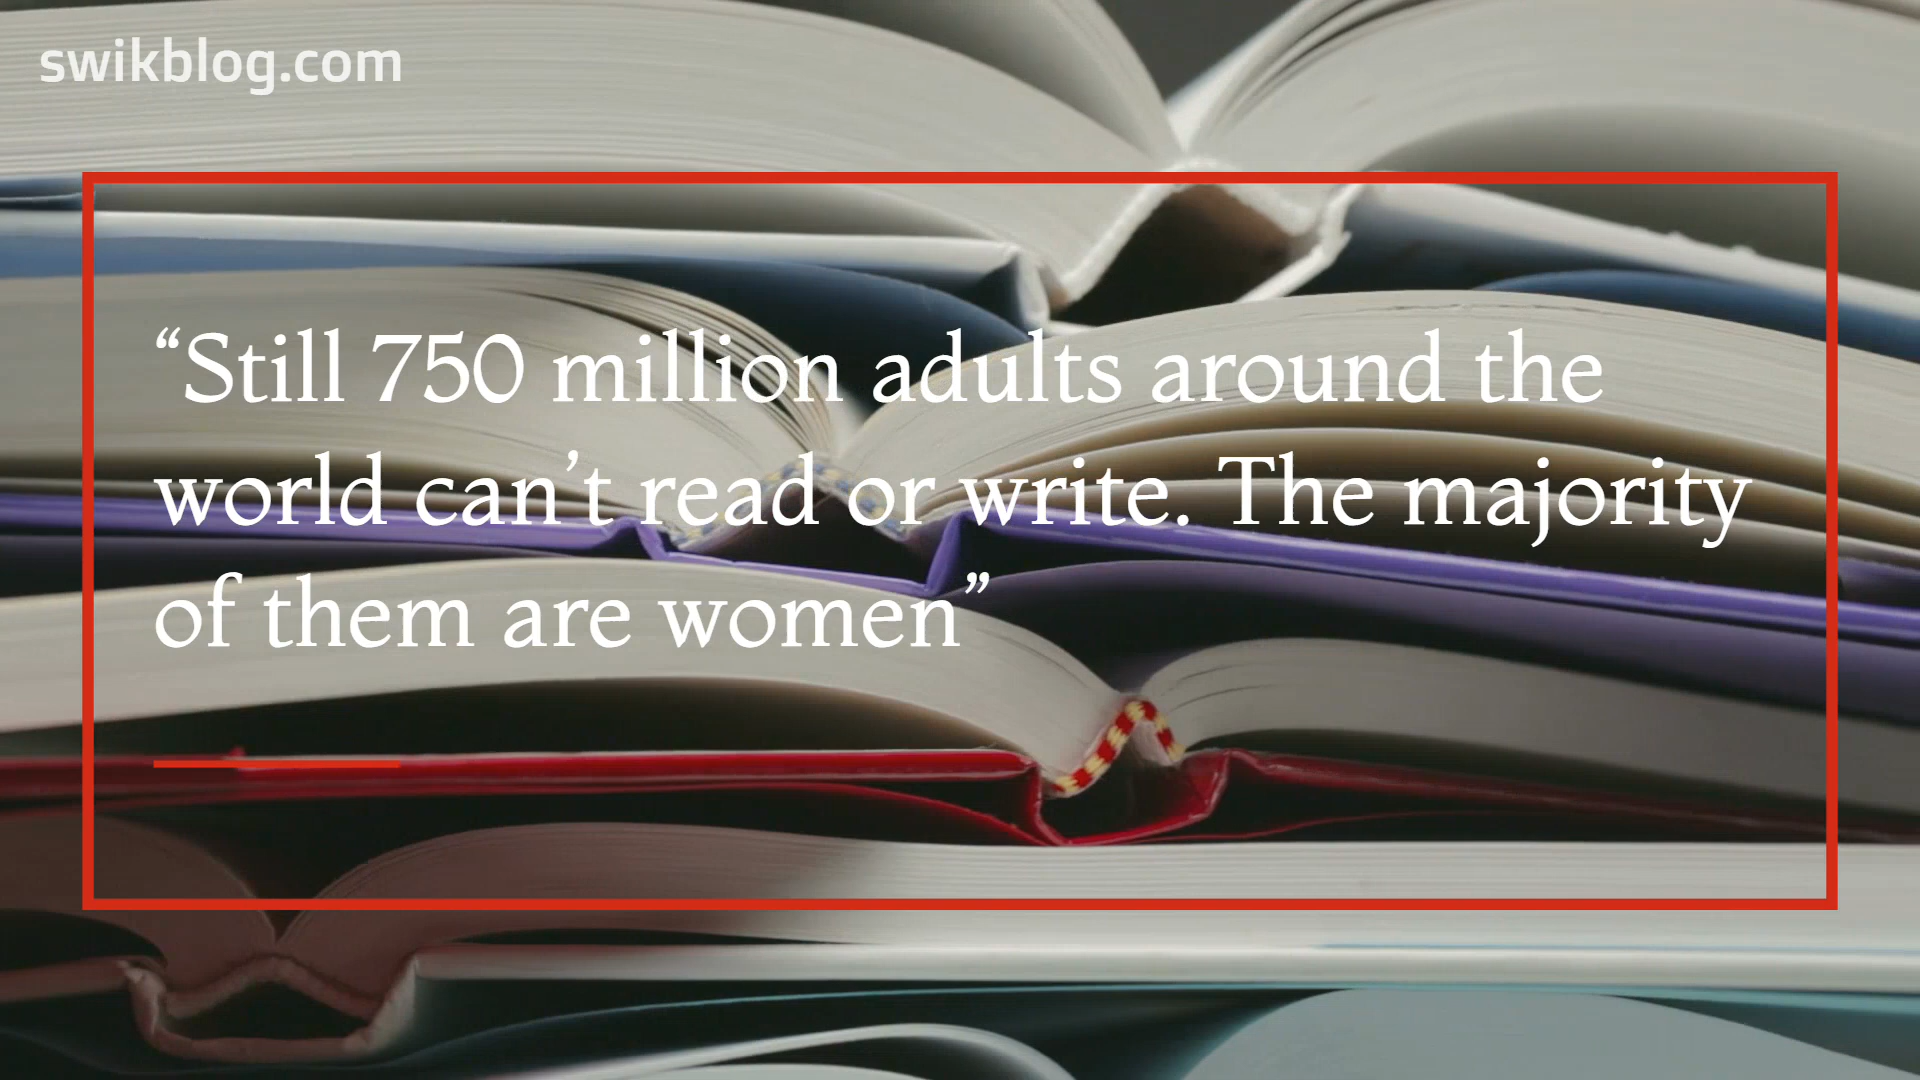 swikblog.com
“Still 750 million adults around the
world can’t read or write. The majority
of them are women”